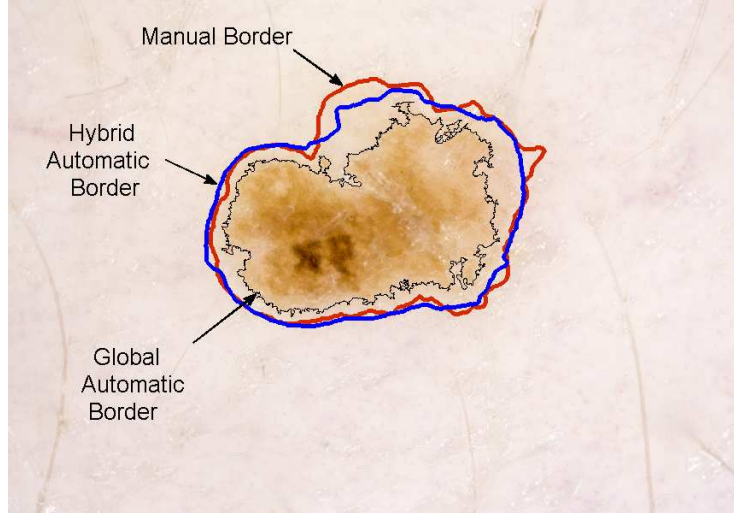 Manual Border
Hybrid
Automatic
Border
Global
Automatic
Border